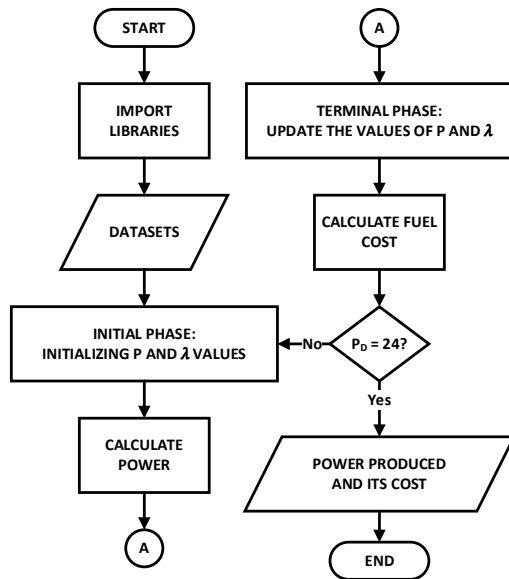 START
IMPORT
LIBRARIES
DATASETS
INITIAL PHASE:
INITIALIZING P AND λ VALUES
CALCULATE
POWER
A
A
TERMINAL PHASE:
UPDATE THE VALUES OF P AND λ
CALCULATE FUEL
COST
P_D = 24?
No
Yes
POWER PRODUCED
AND ITS COST
END